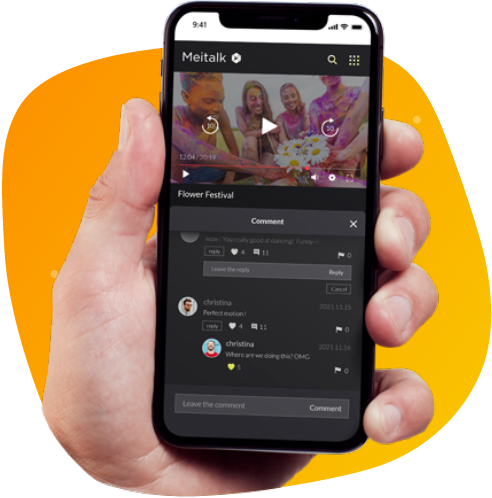 9:41
Meitalk
10
10
12:04 / 20:19
Flower Festival
Comment
wow! You really good at dancing! Funny~!
reply 4 11 0
Leave the reply Reply
Cancel
christina 2021.11.15
Perfect motion !
reply 4 11 0
christina 2021.11.16
Where are we doing this? OMG
5 0
Leave the comment Comment